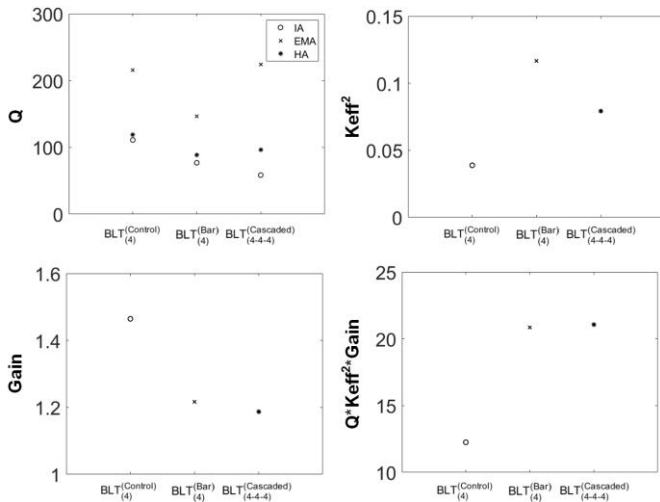 300
200
100
0
Q
IA
EMA
HA
BLT(Control)(4)
BLT(Bar)(4)
BLT(Cascaded)(4-4-4)
0.15
0.1
0.05
0
Keff²
BLT(Control)(4)
BLT(Bar)(4)
BLT(Cascaded)(4-4-4)
1.6
1.4
1.2
1
Gain
BLT(Control)(4)
BLT(Bar)(4)
BLT(Cascaded)(4-4-4)
25
20
15
10
Q*Keff²*Gain
BLT(Control)(4)
BLT(Bar)(4)
BLT(Cascaded)(4-4-4)